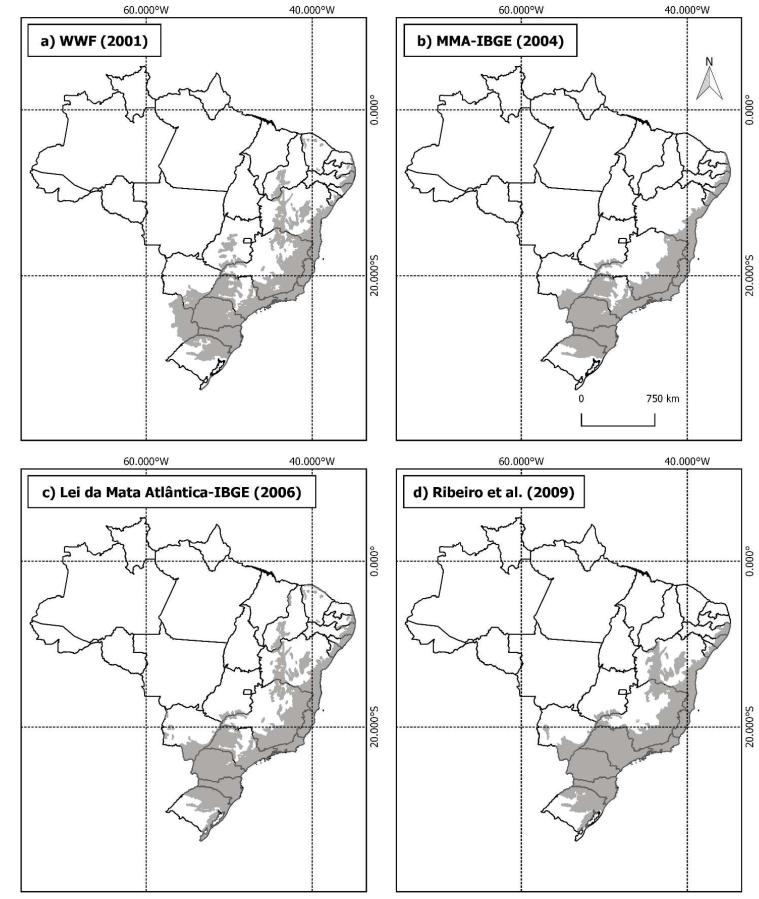 60.000°W 40.000°W
a) WWF (2001)
0.000°
20.000°S
60.000°W 40.000°W
b) MMA-IBGE (2004)
N
0.000°
20.000°S
0 750 km
60.000°W 40.000°W
c) Lei da Mata Atlântica-IBGE (2006)
0.000°
20.000°S
60.000°W 40.000°W
d) Ribeiro et al. (2009)
0.000°
20.000°S